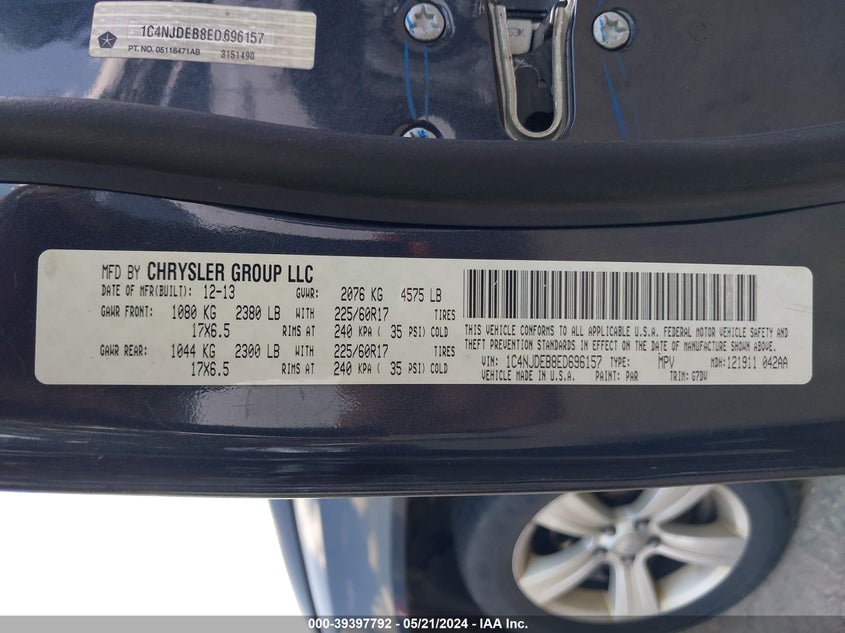 1C4NJDEB8ED696157
PT. NO. 05116471AB 3151490
MFD BY CHRYSLER GROUP LLC
DATE OF MFR(BUILT): 12-13 GVWR: 2076 KG 4575 LB
GAWR FRONT: 1080 KG 2380 LB WITH 225/60R17 TIRES
17X6.5 RIMS AT 240 KPA ( 35 PSI) COLD
GAWR REAR: 1044 KG 2300 LB WITH 225/60R17 TIRES
17X6.5 RIMS AT 240 KPA ( 35 PSI) COLD
THIS VEHICLE CONFORMS TO ALL APPLICABLE U.S.A. FEDERAL MOTOR VEHICLE SAFETY AND
THEFT PREVENTION STANDARDS IN EFFECT ON THE DATE OF MANUFACTURE SHOWN ABOVE.
VIN: 1C4NJDEB8ED696157 TYPE: MPV MDH: 121911 042AA
VEHICLE MADE IN U.S.A. PAINT: PAR TRIM: G7DV
000-39397792 - 05/21/2024 - IAA Inc.